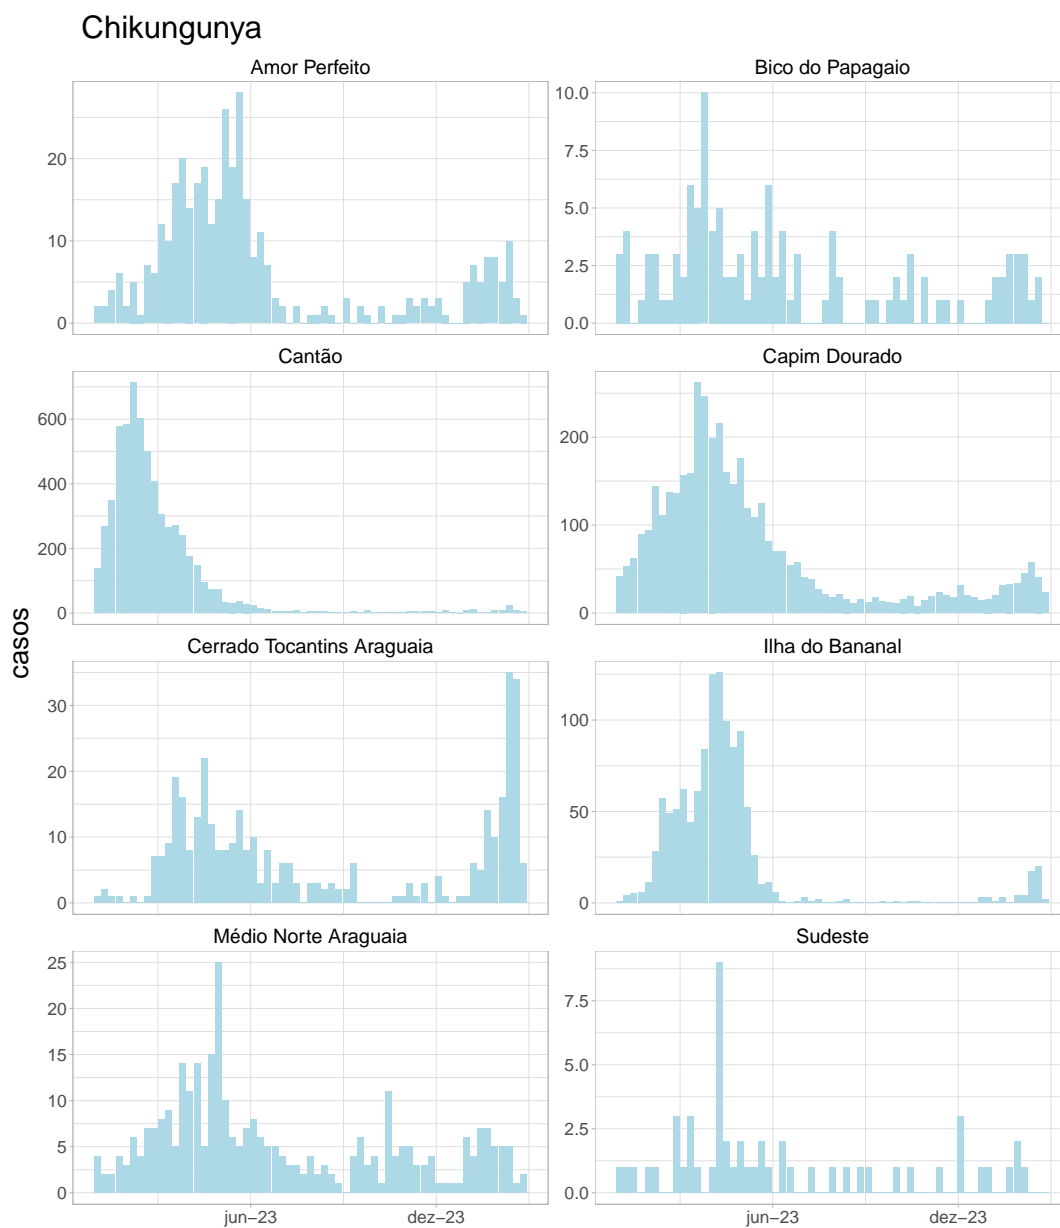 Chikungunya
Amor Perfeito
Bico do Papagaio
20
10
0
10.0
7.5
5.0
2.5
0.0
Cantão
Capim Dourado
600
400
200
0
200
100
0
casos
Cerrado Tocantins Araguaia
Ilha do Bananal
30
20
10
0
100
50
0
Médio Norte Araguaia
Sudeste
25
20
15
10
5
0
7.5
5.0
2.5
0.0
jun−23
dez−23
jun−23
dez−23